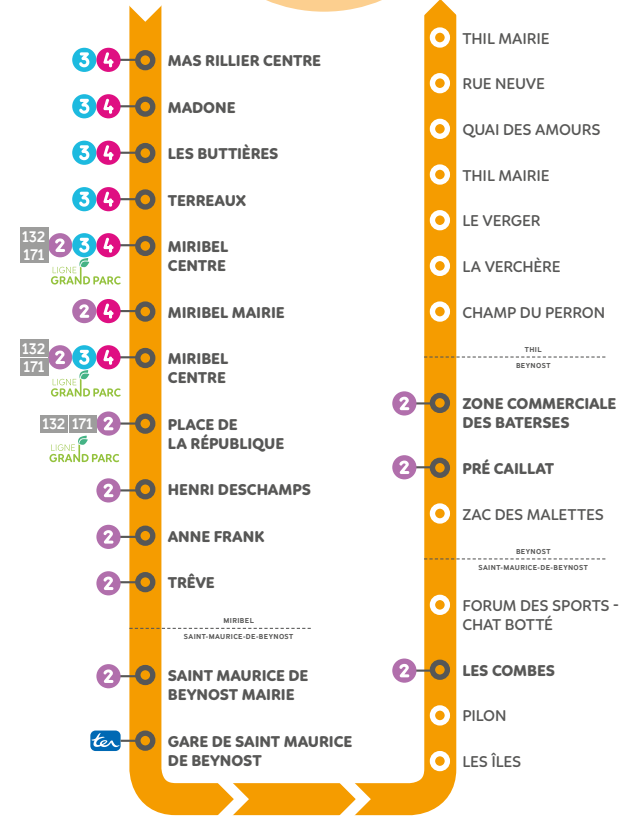 3 4 MAS RILLIER CENTRE
3 4 MADONE
3 4 LES BUTTIÈRES
3 4 TERREAUX
132
171
2 3 4 MIRIBEL
CENTRE
LIGNE
GRAND PARC
2 4 MIRIBEL MAIRIE
132
171
2 3 4 MIRIBEL
CENTRE
LIGNE
GRAND PARC
132 171 2 PLACE DE
LA RÉPUBLIQUE
LIGNE
GRAND PARC
2 HENRI DESCHAMPS
2 ANNE FRANK
2 TRÊVE
MIRIBEL
SAINT-MAURICE-DE-BEYNOST
2 SAINT MAURICE DE
BEYNOST MAIRIE
ter GARE DE SAINT MAURICE
DE BEYNOST
THIL MAIRIE
RUE NEUVE
QUAI DES AMOURS
THIL MAIRIE
LE VERGER
LA VERCHÈRE
CHAMP DU PERRON
THIL
BEYNOST
2 ZONE COMMERCIALE
DES BATERSES
2 PRÉ CAILLAT
ZAC DES MALETTES
BEYNOST
SAINT-MAURICE-DE-BEYNOST
FORUM DES SPORTS -
CHAT BOTTÉ
2 LES COMBES
PILON
LES ÎLES